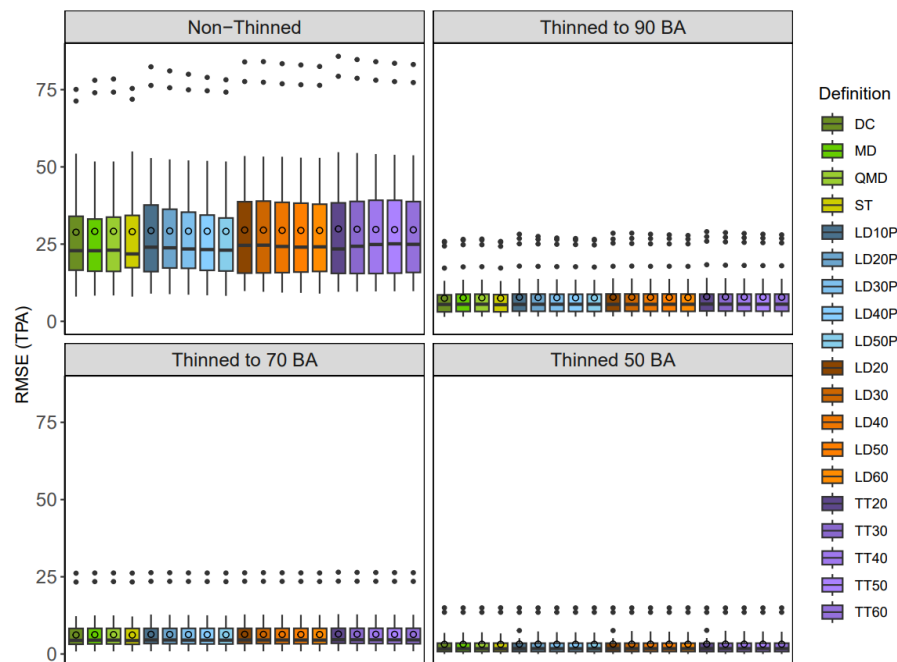 Non−Thinned
Thinned to 90 BA
Thinned to 70 BA
Thinned 50 BA
RMSE (TPA)
75
50
25
0
75
50
25
0
Definition
DC
MD
QMD
ST
LD10P
LD20P
LD30P
LD40P
LD50P
LD20
LD30
LD40
LD50
LD60
TT20
TT30
TT40
TT50
TT60